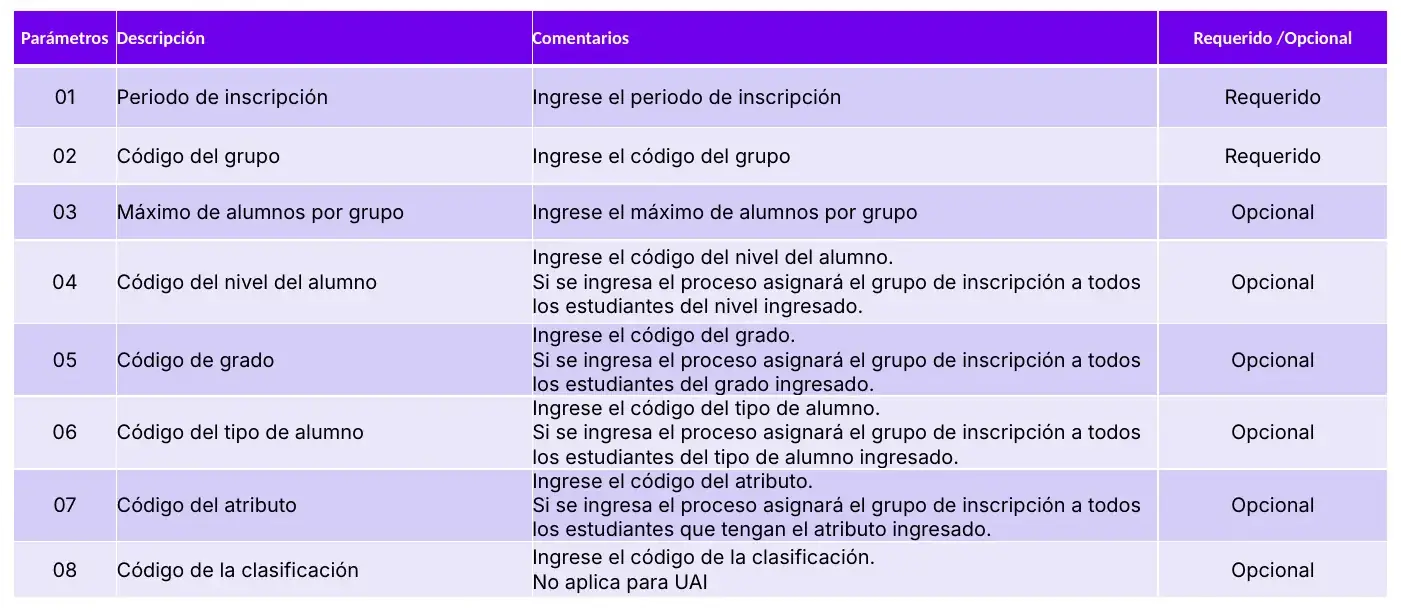 Parámetros Descripción Comentarios Requerido /Opcional
01 Periodo de inscripción Ingrese el periodo de inscripción Requerido
02 Código del grupo Ingrese el código del grupo Requerido
03 Máximo de alumnos por grupo Ingrese el máximo de alumnos por grupo Opcional
04 Código del nivel del alumno Ingrese el código del nivel del alumno.
Si se ingresa el proceso asignará el grupo de inscripción a todos
los estudiantes del nivel ingresado. Opcional
05 Código de grado Ingrese el código del grado.
Si se ingresa el proceso asignará el grupo de inscripción a todos
los estudiantes del grado ingresado. Opcional
06 Código del tipo de alumno Ingrese el código del tipo de alumno.
Si se ingresa el proceso asignará el grupo de inscripción a todos
los estudiantes del tipo de alumno ingresado. Opcional
07 Código del atributo Ingrese el código del atributo.
Si se ingresa el proceso asignará el grupo de inscripción a todos
los estudiantes que tengan el atributo ingresado. Opcional
08 Código de la clasificación Ingrese el código de la clasificación.
No aplica para UAI Opcional